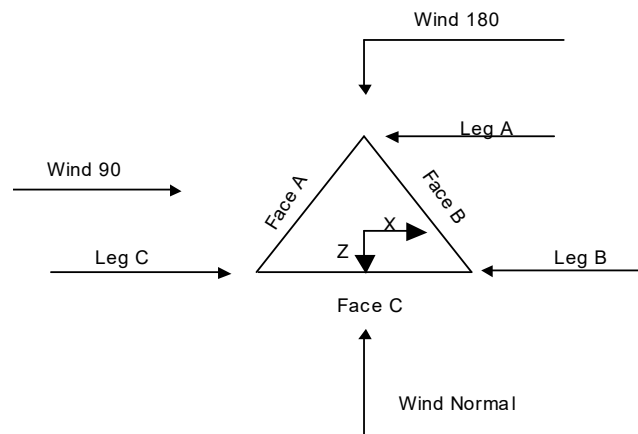 Wind 180
Leg A
Wind 90
Face A
Face B
X
Z
Leg C
Leg B
Face C
Wind Normal